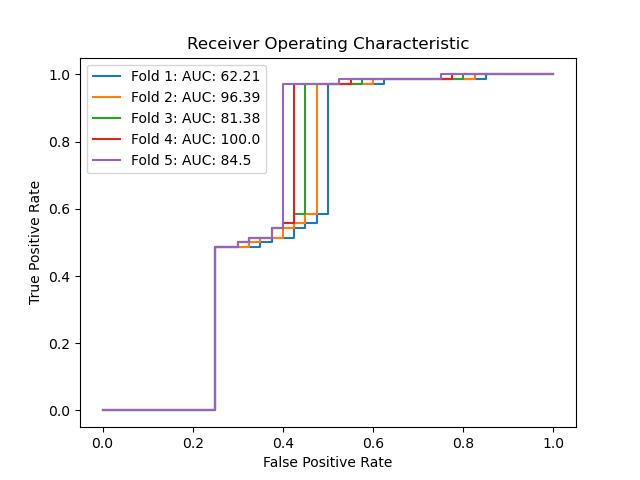 Receiver Operating Characteristic
Fold 1: AUC: 62.21
Fold 2: AUC: 96.39
Fold 3: AUC: 81.38
Fold 4: AUC: 100.0
Fold 5: AUC: 84.5
True Positive Rate
1.0
0.8
0.6
0.4
0.2
0.0
0.0 0.2 0.4 0.6 0.8 1.0
False Positive Rate